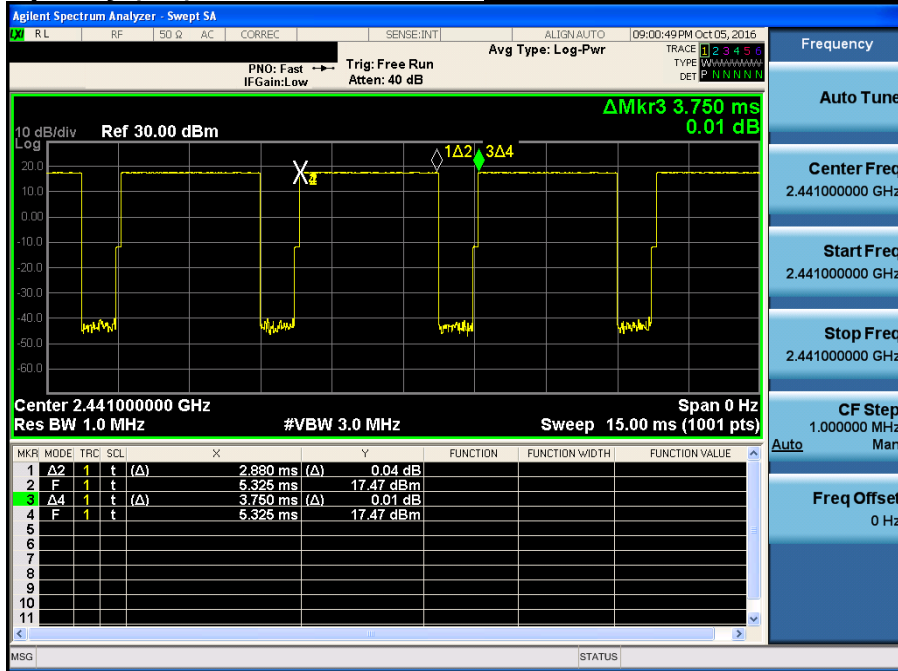 Agilent Spectrum Analyzer - Swept SA
LXI RL RF 50 Ω AC CORREC SENSE:INT ALIGN AUTO 09:00:49 PM Oct 05, 2016
Avg Type: Log-Pwr TRACE 1 2 3 4 5 6
PNO: Fast Trig: Free Run TYPE WWWWWW
IFGain:Low Atten: 40 dB DET P N N N N N
ΔMkr3 3.750 ms
0.01 dB
10 dB/div Ref 30.00 dBm
Log
1Δ2 3Δ4
20.0
10.0
0.00
-10.0
-20.0
-30.0
-40.0
-50.0
-60.0
Center 2.441000000 GHz Span 0 Hz
Res BW 1.0 MHz #VBW 3.0 MHz Sweep 15.00 ms (1001 pts)
MKR MODE TRC SCL X Y FUNCTION FUNCTION WIDTH FUNCTION VALUE
1 Δ2 1 t (Δ) 2.880 ms (Δ) 0.04 dB
2 F 1 t 5.325 ms 17.47 dBm
3 Δ4 1 t (Δ) 3.750 ms (Δ) 0.01 dB
4 F 1 t 5.325 ms 17.47 dBm
5
6
7
8
9
10
11
MSG STATUS
Frequency
Auto Tune
Center Freq
2.441000000 GHz
Start Freq
2.441000000 GHz
Stop Freq
2.441000000 GHz
CF Step
1.000000 MHz
Auto Man
Freq Offset
0 Hz